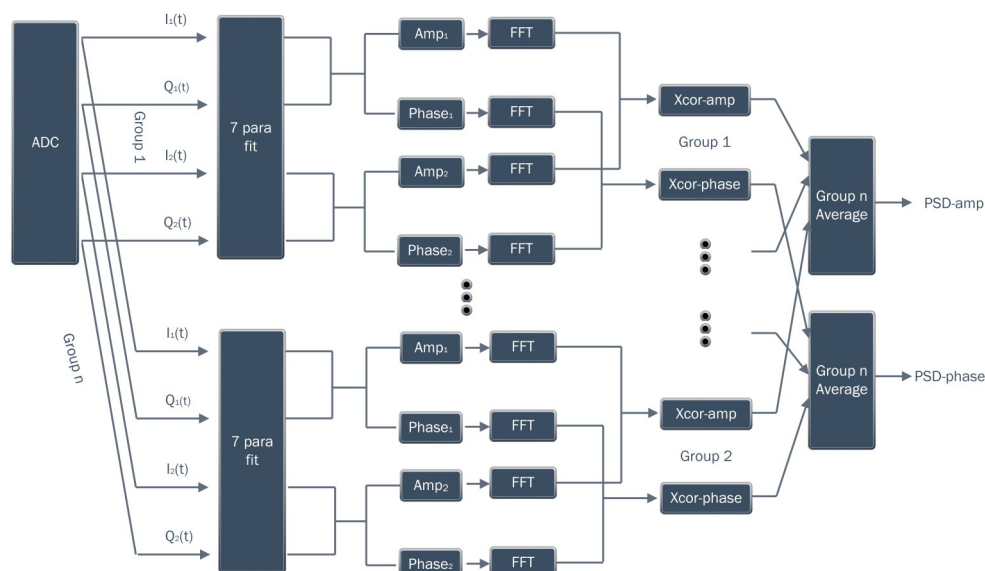 ADC
I₁(t)
Q₁(t)
Group 1
I₂(t)
Q₂(t)
Group n
7 para
fit
Amp₁
FFT
Phase₁
FFT
Amp₂
FFT
Phase₂
FFT
Xcor-amp
Group 1
Xcor-phase
Group n
Average
PSD-amp
I₁(t)
Q₁(t)
I₂(t)
Q₂(t)
7 para
fit
Amp₁
FFT
Phase₁
FFT
Amp₂
FFT
Phase₂
FFT
Xcor-amp
Group 2
Xcor-phase
Group n
Average
PSD-phase